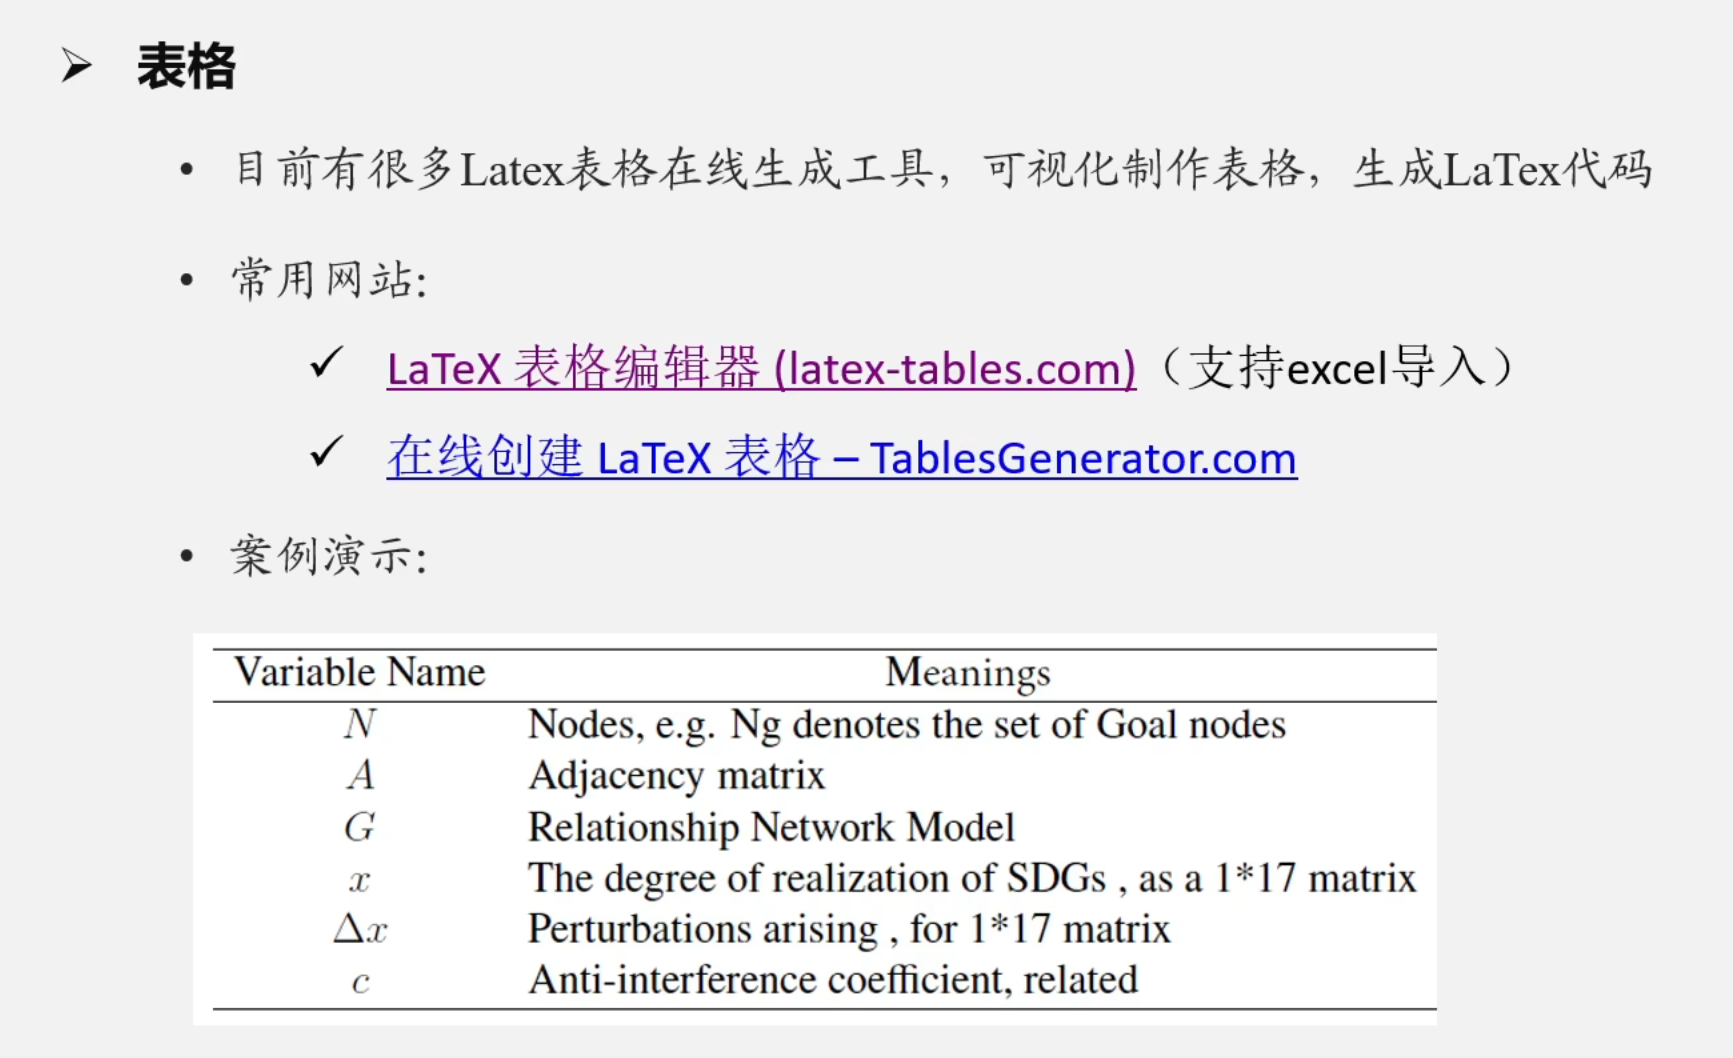 表格
目前有很多Latex表格在线生成工具，可视化制作表格，生成LaTex代码
常用网站:
LaTeX 表格编辑器 (latex-tables.com)（支持excel导入）
在线创建 LaTeX 表格 – TablesGenerator.com
案例演示:
Variable Name Meanings
N Nodes, e.g. Ng denotes the set of Goal nodes
A Adjacency matrix
G Relationship Network Model
x The degree of realization of SDGs , as a 1*17 matrix
Δx Perturbations arising , for 1*17 matrix
c Anti-interference coefficient, related